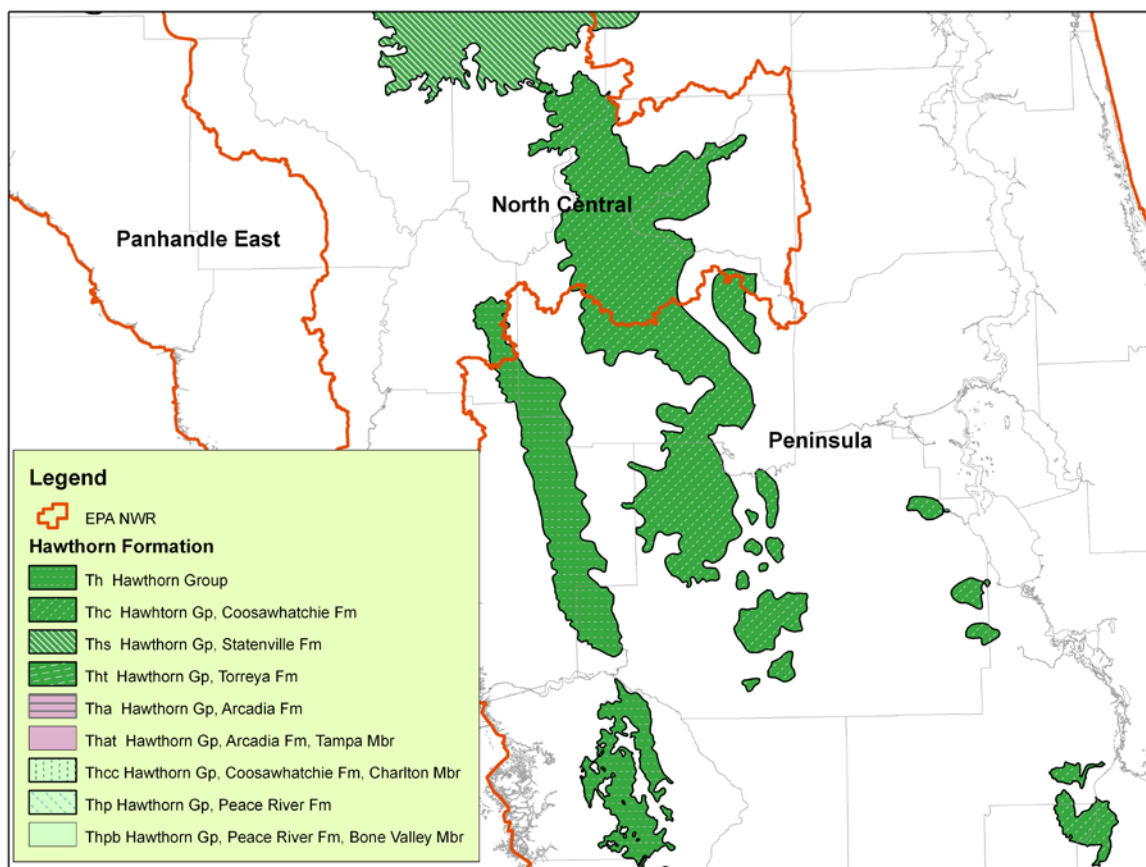 North Central
Panhandle East
Peninsula
Legend
EPA NWR
Hawthorn Formation
Th Hawthorn Group
Thc Hawhtorn Gp, Coosawhatchie Fm
Ths Hawthorn Gp, Statenville Fm
Tht Hawthorn Gp, Torreya Fm
Tha Hawthorn Gp, Arcadia Fm
That Hawthorn Gp, Arcadia Fm, Tampa Mbr
Thcc Hawthorn Gp, Coosawhatchie Fm, Charlton Mbr
Thp Hawthorn Gp, Peace River Fm
Thpb Hawthorn Gp, Peace River Fm, Bone Valley Mbr